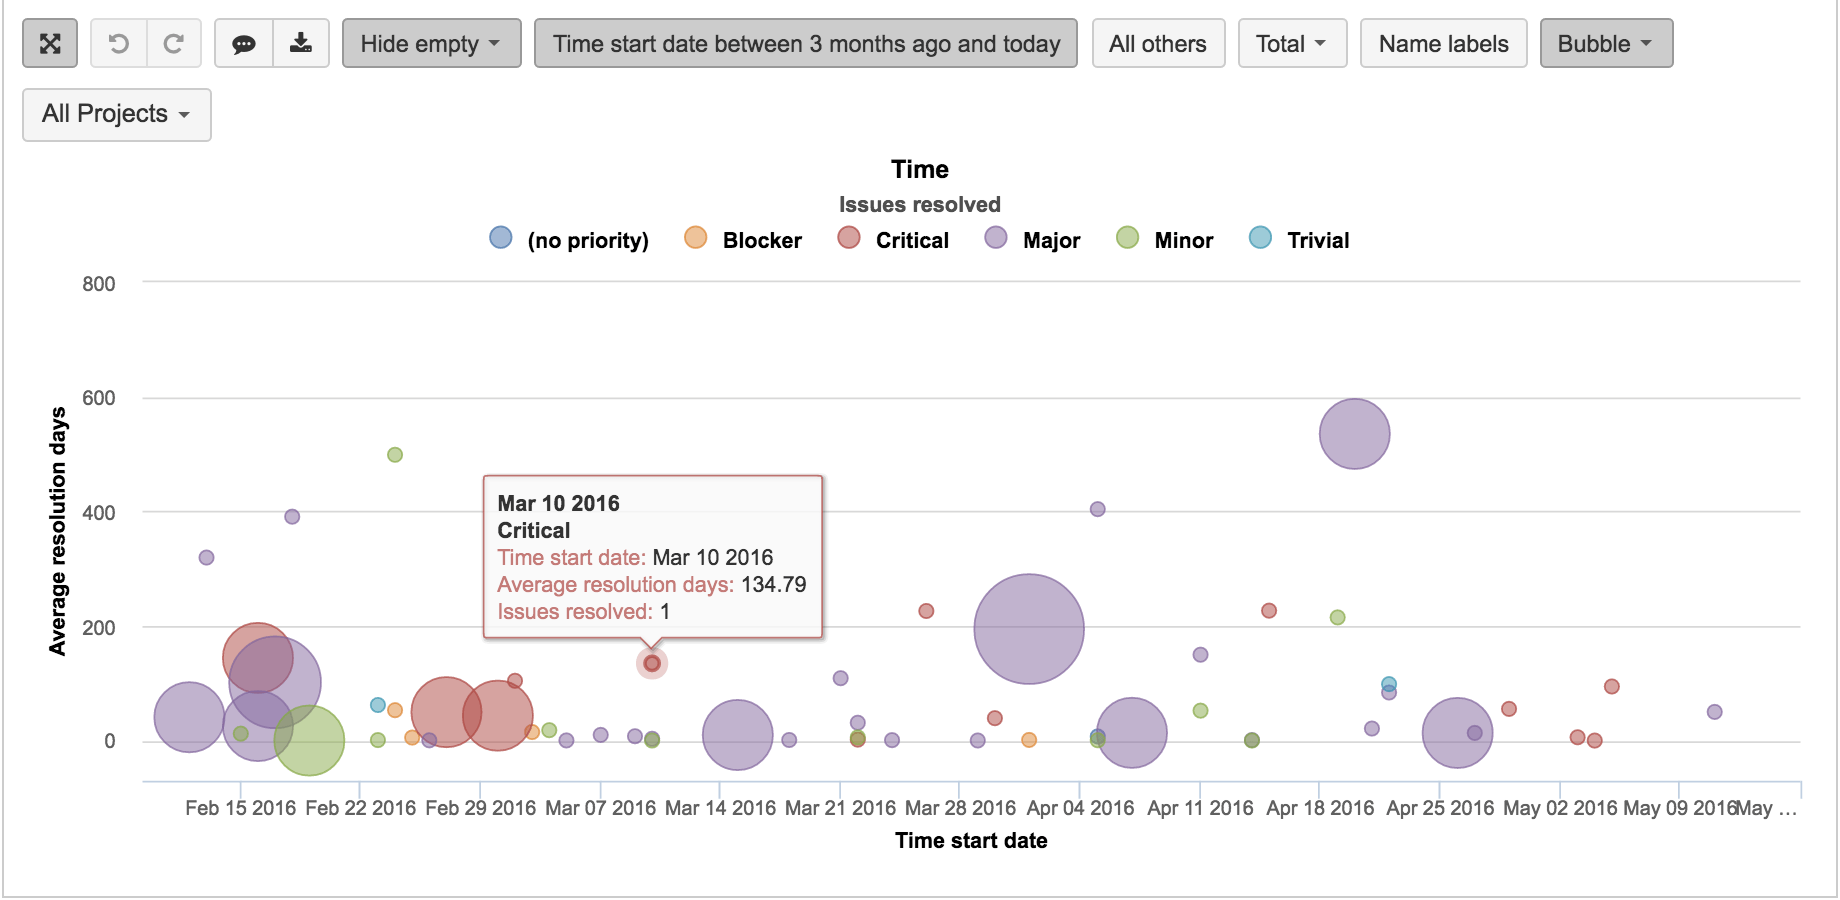 Hide empty Time start date between 3 months ago and today All others Total Name labels Bubble
All Projects
Time
Issues resolved
(no priority) Blocker Critical Major Minor Trivial
800
600
400
200
0
Average resolution days
Mar 10 2016
Critical
Time start date: Mar 10 2016
Average resolution days: 134.79
Issues resolved: 1
Feb 15 2016 Feb 22 2016 Feb 29 2016 Mar 07 2016 Mar 14 2016 Mar 21 2016 Mar 28 2016 Apr 04 2016 Apr 11 2016 Apr 18 2016 Apr 25 2016 May 02 2016 May 09 2016 May ...
Time start date